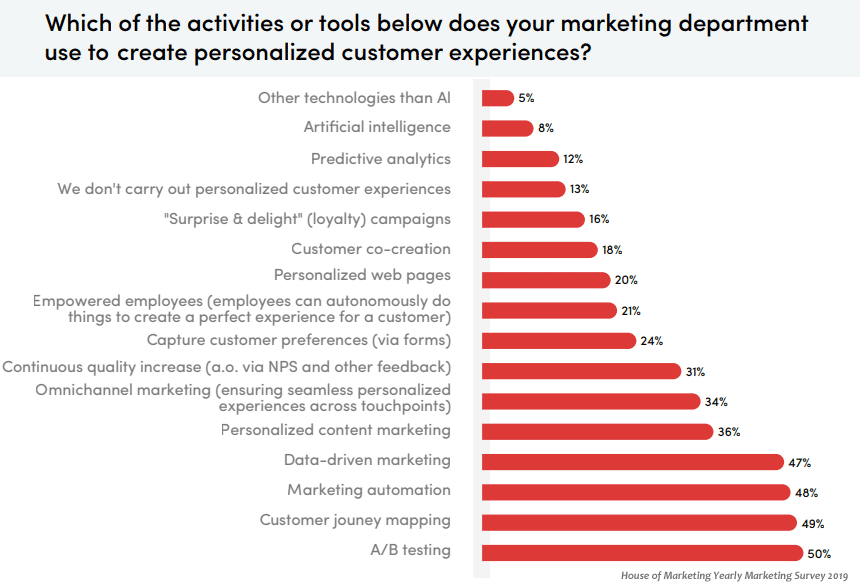 Which of the activities or tools below does your marketing department
use to create personalized customer experiences?
Other technologies than AI 5%
Artificial intelligence 8%
Predictive analytics 12%
We don't carry out personalized customer experiences 13%
"Surprise & delight" (loyalty) campaigns 16%
Customer co-creation 18%
Personalized web pages 20%
Empowered employees (employees can autonomously do
things to create a perfect experience for a customer) 21%
Capture customer preferences (via forms) 24%
Continuous quality increase (a.o. via NPS and other feedback) 31%
Omnichannel marketing (ensuring seamless personalized
experiences across touchpoints) 34%
Personalized content marketing 36%
Data-driven marketing 47%
Marketing automation 48%
Customer jouney mapping 49%
A/B testing 50%
House of Marketing Yearly Marketing Survey 2019